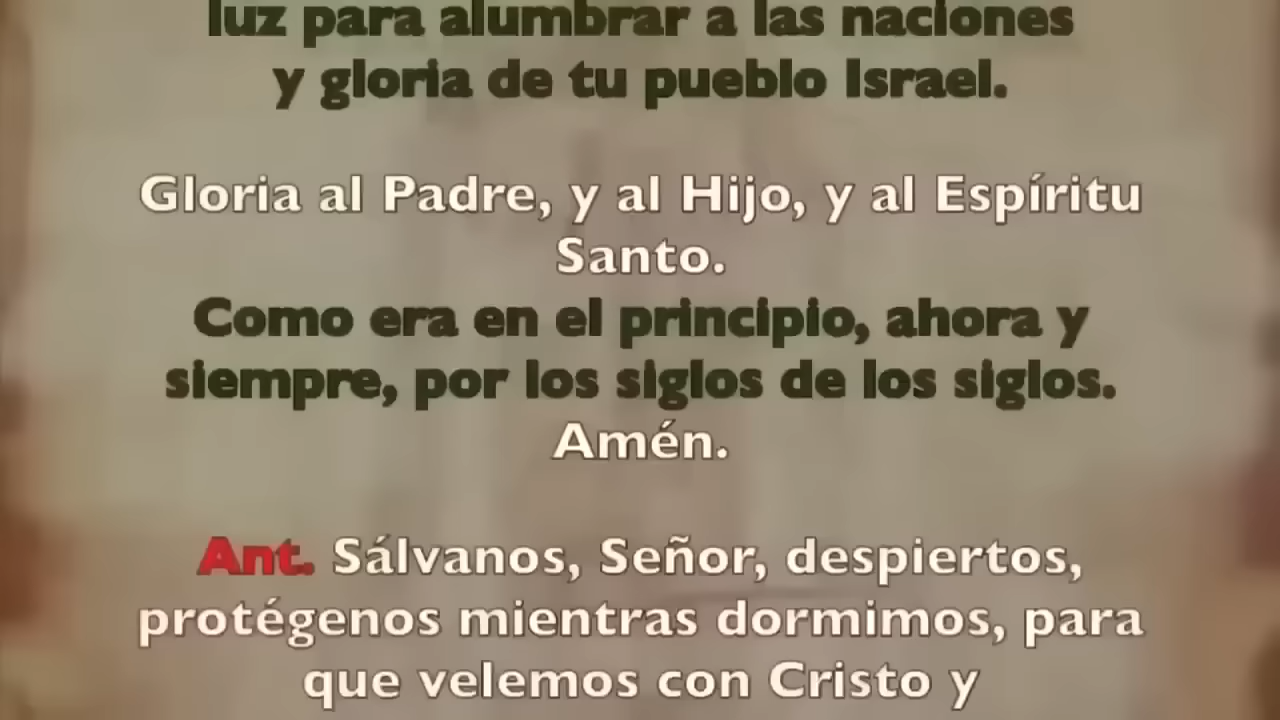 luz para alumbrar a las naciones
y gloria de tu pueblo Israel.
Gloria al Padre, y al Hijo, y al Espíritu
Santo.
Como era en el principio, ahora y
siempre, por los siglos de los siglos.
Amén.
Ant. Sálvanos, Señor, despiertos,
protégenos mientras dormimos, para
que velemos con Cristo y